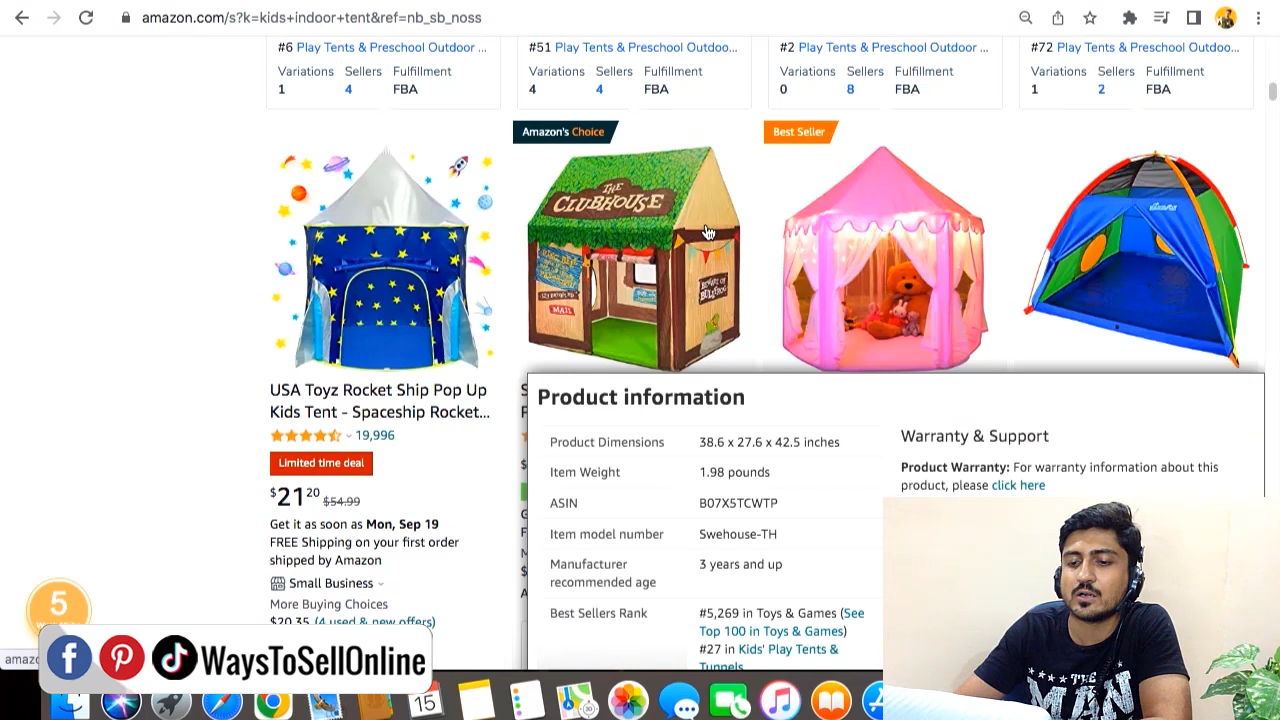 amazon.com/s?k=kids+indoor+tent&ref=nb_sb_noss
#6 Play Tents & Preschool Outdoor ...
Variations Sellers Fulfillment
1 4 FBA
#51 Play Tents & Preschool Outdoo...
Variations Sellers Fulfillment
4 4 FBA
#2 Play Tents & Preschool Outdoor ...
Variations Sellers Fulfillment
0 8 FBA
#72 Play Tents & Preschool Outdoo...
Variations Sellers Fulfillment
1 2 FBA
Amazon's Choice
Best Seller
THE
CLUBHOUSE
MAIL
BEWARE OF
BULLFROG
USA Toyz Rocket Ship Pop Up
Kids Tent - Spaceship Rocket...
19,996
Limited time deal
$21 20 $54.99
Get it as soon as Mon, Sep 19
FREE Shipping on your first order
shipped by Amazon
Small Business
More Buying Choices
$20.35 (4 used & new offers)
Product information
Product Dimensions 38.6 x 27.6 x 42.5 inches
Item Weight 1.98 pounds
ASIN B07X5TCWTP
Item model number Swehouse-TH
Manufacturer
recommended age
3 years and up
Best Sellers Rank #5,269 in Toys & Games (See
Top 100 in Toys & Games)
#27 in Kids' Play Tents &
Tunnels
Warranty & Support
Product Warranty: For warranty information about this
product, please click here
5
amazo
WaysToSellOnline
15
THE
MAN